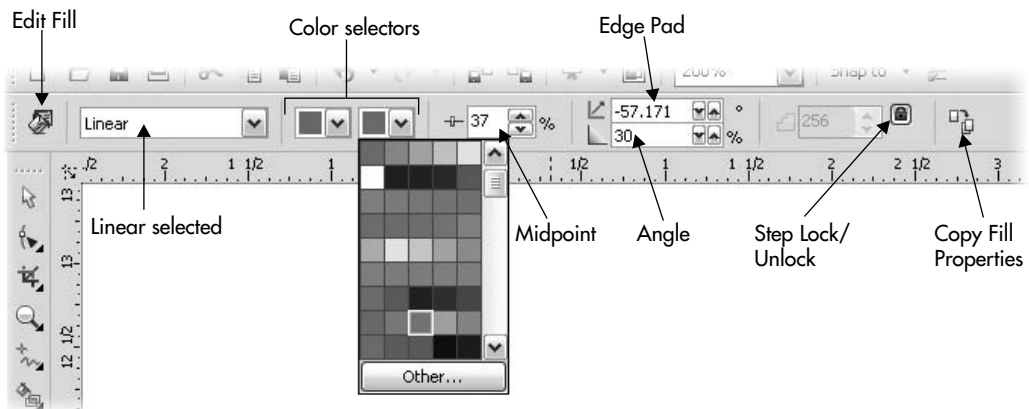 Edit Fill
Color selectors
Edge Pad
200%
Snap to
Linear
37
%
-57.171
°
30
%
256
1/2
1
1 1/2
1
1/2
1
1 1/2
2
2 1/2
3
13
13
12 1/2
Linear selected
Midpoint
Angle
Step Lock/
Unlock
Copy Fill
Properties
Other...